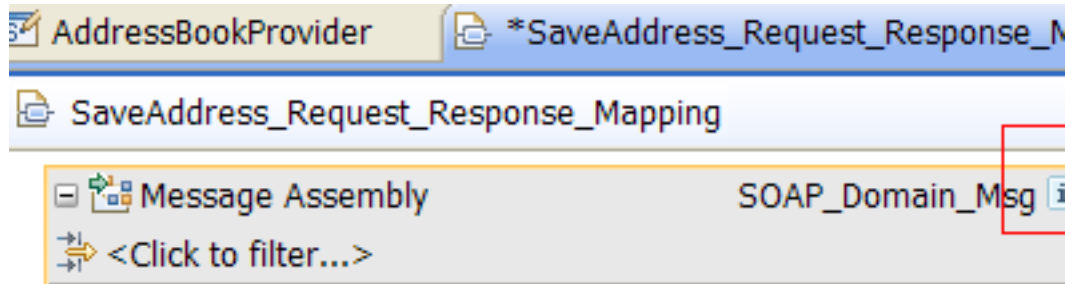 AddressBookProvider *SaveAddress_Request_Response_M
SaveAddress_Request_Response_Mapping
Message Assembly SOAP_Domain_Msg i
<Click to filter...>